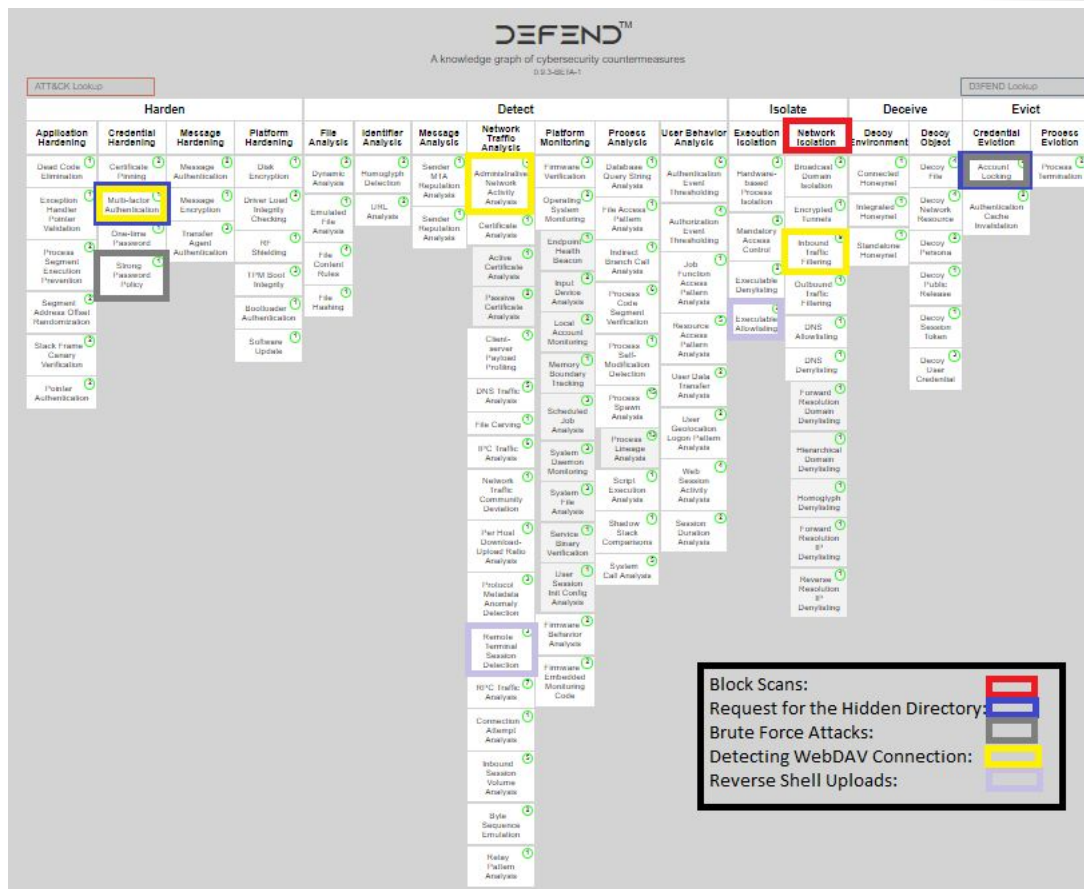 D3FEND™
A knowledge graph of cybersecurity countermeasures
0.9.3-BETA-1
ATT&CK Lookup
D3FEND Lookup
Harden
Detect
Isolate
Deceive
Evict
Application
Hardening
Credential
Hardening
Message
Hardening
Platform
Hardening
File
Analysis
Identifier
Analysis
Message
Analysis
Network
Traffic
Analysis
Platform
Monitoring
Process
Analysis
User Behavior
Analysis
Execution
Isolation
Network
Isolation
Decoy
Environment
Decoy
Object
Credential
Eviction
Process
Eviction
Dead Code
Elimination
Exception
Handler
Pointer
Validation
Process
Segment
Execution
Prevention
Segment
Address Offset
Randomization
Stack Frame
Canary
Verification
Pointer
Authentication
Certificate
Pinning
Multi-factor
Authentication
One-time
Password
Strong
Password
Policy
Message
Authentication
Message
Encryption
Transfer
Agent
Authentication
Disk
Encryption
Driver Load
Integrity
Checking
RF
Shielding
TPM Boot
Integrity
Bootloader
Authentication
Software
Update
Dynamic
Analysis
Emulated
File
Analysis
File
Content
Rules
File
Hashing
Homoglyph
Detection
URL
Analysis
Sender
MTA
Reputation
Analysis
Sender
Reputation
Analysis
Administrative
Network
Activity
Analysis
Certificate
Analysis
Active
Certificate
Analysis
Passive
Certificate
Analysis
Client-
server
Payload
Profiling
DNS Traffic
Analysis
File Carving
IPC Traffic
Analysis
Network
Traffic
Community
Deviation
Per Host
Download-
Upload Ratio
Analysis
Protocol
Metadata
Anomaly
Detection
Remote
Terminal
Session
Detection
RPC Traffic
Analysis
Connection
Attempt
Analysis
Inbound
Session
Volume
Analysis
Byte
Sequence
Emulation
Relay
Pattern
Analysis
Firmware
Verification
Operating
System
Monitoring
Endpoint
Health
Beacon
Input
Device
Analysis
Local
Account
Monitoring
Memory
Boundary
Tracking
Scheduled
Job
Analysis
System
Daemon
Monitoring
System
File
Analysis
Service
Binary
Verification
User
Session
Init Config
Analysis
Firmware
Behavior
Analysis
Firmware
Embedded
Monitoring
Code
Database
Query String
Analysis
File Access
Pattern
Analysis
Indirect
Branch Call
Analysis
Process
Code
Segment
Verification
Process
Self-
Modification
Detection
Process
Spawn
Analysis
Process
Lineage
Analysis
Script
Execution
Analysis
Shadow
Stack
Comparisons
System
Call Analysis
Authentication
Event
Thresholding
Authorization
Event
Thresholding
Job
Function
Access
Pattern
Analysis
Resource
Access
Pattern
Analysis
User Data
Transfer
Analysis
User
Geolocation
Logon Pattern
Analysis
Web
Session
Activity
Analysis
Session
Duration
Analysis
Hardware-
based
Process
Isolation
Mandatory
Access
Control
Executable
Denylisting
Executable
Allowlisting
Broadcast
Domain
Isolation
Encrypted
Tunnels
Inbound
Traffic
Filtering
Outbound
Traffic
Filtering
DNS
Allowlisting
DNS
Denylisting
Forward
Resolution
Domain
Denylisting
Hierarchical
Domain
Denylisting
Homoglyph
Denylisting
Forward
Resolution
IP
Denylisting
Reverse
Resolution
IP
Denylisting
Connected
Honeynet
Integrated
Honeynet
Standalone
Honeynet
Decoy
File
Decoy
Network
Resource
Decoy
Persona
Decoy
Public
Release
Decoy
Session
Token
Decoy
User
Credential
Account
Locking
Authentication
Cache
Invalidation
Process
Termination
Block Scans:
Request for the Hidden Directory:
Brute Force Attacks:
Detecting WebDAV Connection:
Reverse Shell Uploads: